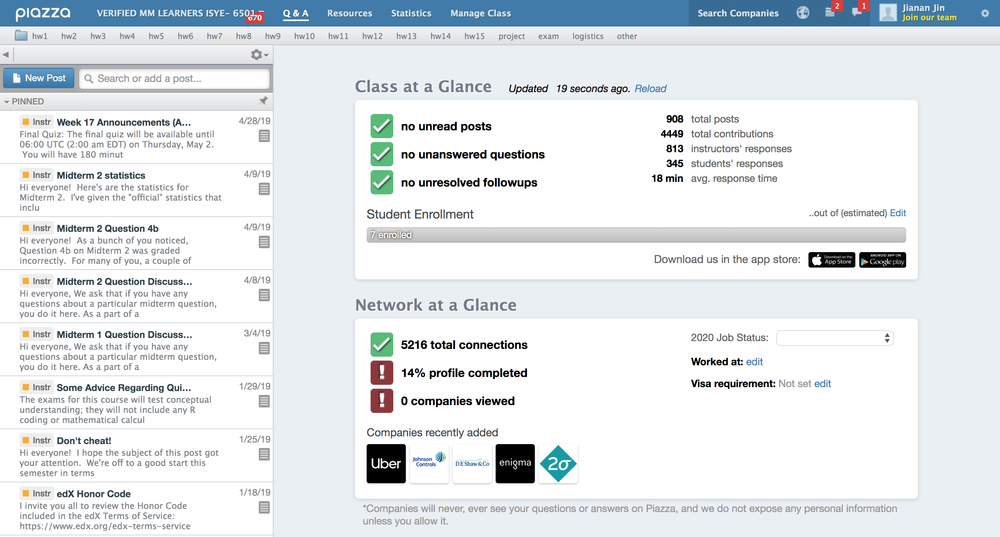 piazza
VERIFIED MM LEARNERS ISYE- 6501 –
670
Q & A
Resources
Statistics
Manage Class
Search Companies
2
1
Jianan Jin
Join our team
hw1 hw2 hw3 hw4 hw5 hw6 hw7 hw8 hw9 hw10 hw11 hw12 hw13 hw14 hw15 project exam logistics other
New Post
Search or add a post...
PINNED
Instr Week 17 Announcements (A... 4/28/19
Final Quiz: The final quiz will be available until
06:00 UTC (2:00 am EDT) on Thursday, May 2.
You will have 180 minut
Instr Midterm 2 statistics 4/9/19
Hi everyone! Here's are the statistics for
Midterm 2. I've given the "official" statistics that
inclu
Instr Midterm 2 Question 4b 4/9/19
Hi everyone! As a bunch of you noticed,
Question 4b on Midterm 2 was graded
incorrectly. For many of you, a couple of
Instr Midterm 2 Question Discuss... 4/8/19
Hi everyone, We ask that if you have any
questions about a particular midterm question,
you do it here. As a part of a
Instr Midterm 1 Question Discuss... 3/4/19
Hi everyone, We ask that if you have any
questions about a particular midterm question,
you do it here. As a part of a
Instr Some Advice Regarding Qui... 1/29/19
The exams for this course will test conceptual
understanding; they will not include any R
coding or mathematical calcul
Instr Don't cheat! 1/25/19
Hi everyone! I hope the subject of this post got
your attention. We're off to a good start this
semester in terms
Instr edX Honor Code 1/18/19
I invite you all to review the Honor Code
included in the edX Terms of Service:
https://www.edx.org/edx-terms-service
Class at a Glance Updated 19 seconds ago. Reload
no unread posts
no unanswered questions
no unresolved followups
908 total posts
4449 total contributions
813 instructors' responses
345 students' responses
18 min avg. response time
Student Enrollment ..out of (estimated) Edit
7 enrolled
Download us in the app store:
Download on the
App Store
ANDROID APP ON
Google play
Network at a Glance
5216 total connections
14% profile completed
0 companies viewed
2020 Job Status:
Worked at: edit
Visa requirement: Not set edit
Companies recently added
Uber
Johnson
Controls
DE Shaw & Co
enigma
2σ
*Companies will never, ever see your questions or answers on Piazza, and we do not expose any personal information
unless you allow it.